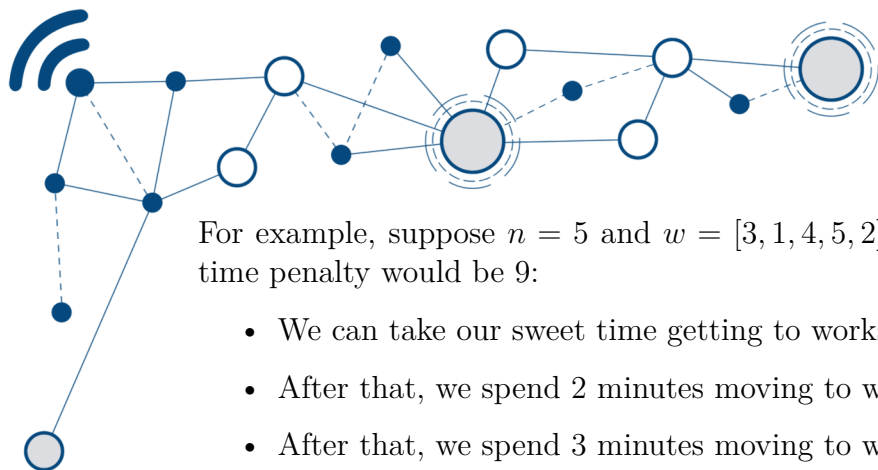 For example, suppose n = 5 and w = [3, 1, 4, 5, 2]
time penalty would be 9:
• We can take our sweet time getting to works
• After that, we spend 2 minutes moving to w
• After that, we spend 3 minutes moving to w